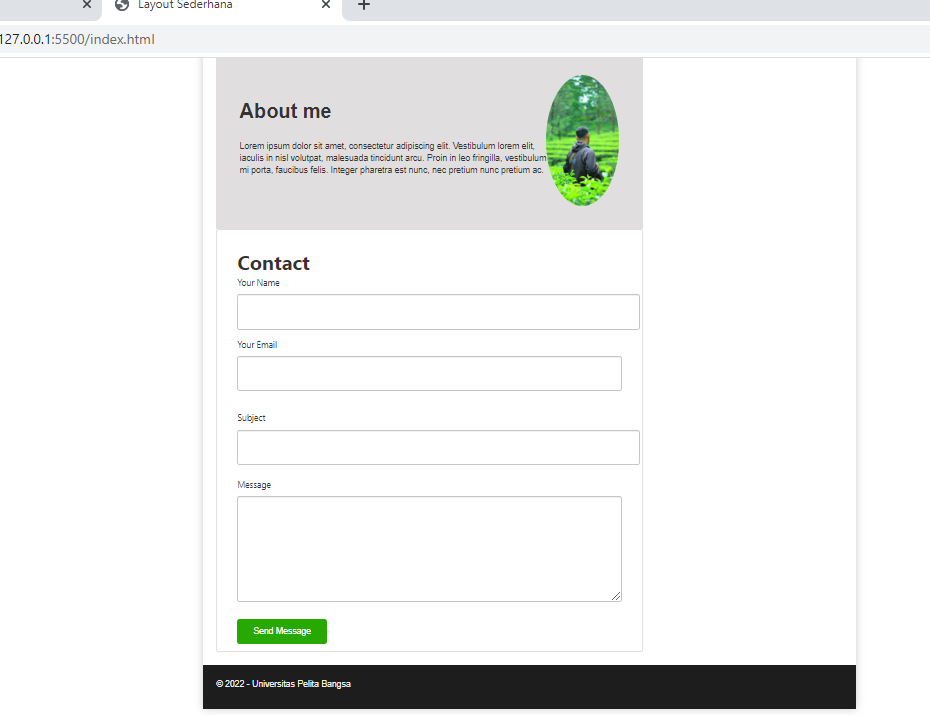 Layout Sederhana
127.0.0.1:5500/index.html
About me
Lorem ipsum dolor sit amet, consectetur adipiscing elit. Vestibulum lorem elit,
iaculis in nisl volutpat, malesuada tincidunt arcu. Proin in leo fringilla, vestibulum
mi porta, faucibus felis. Integer pharetra est nunc, nec pretium nunc pretium ac.
Contact
Your Name
Your Email
Subject
Message
Send Message
© 2022 - Universitas Pelita Bangsa